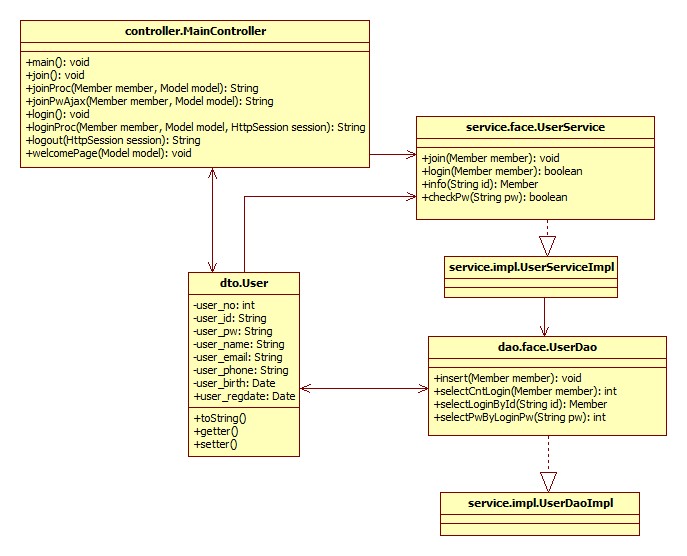 controller.MainController
+main(): void
+join(): void
+joinProc(Member member, Model model): String
+joinPwAjax(Member member, Model model): String
+login(): void
+loginProc(Member member, Model model, HttpSession session): String
+logout(HttpSession session): String
+welcomePage(Model model): void
service.face.UserService
+join(Member member): void
+login(Member member): boolean
+info(String id): Member
+checkPw(String pw): boolean
service.impl.UserServiceImpl
dto.User
-user_no: int
-user_id: String
-user_pw: String
-user_name: String
-user_email: String
-user_phone: String
-user_birth: Date
+user_regdate: Date
+toString()
+getter()
+setter()
dao.face.UserDao
+insert(Member member): void
+selectCntLogin(Member member): int
+selectLoginById(String id): Member
+selectPwByLoginPw(String pw): int
service.impl.UserDaoImpl